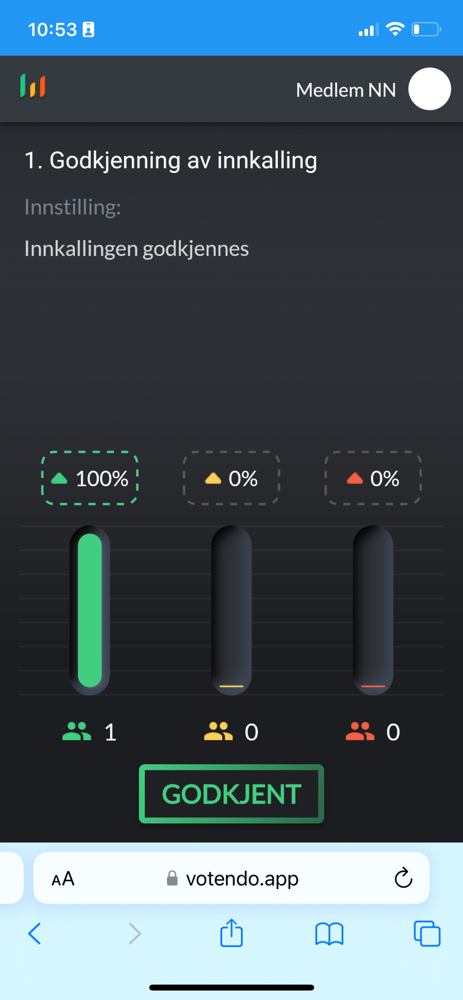 10:53
Medlem NN
1. Godkjenning av innkalling
Innstilling:
Innkallingen godkjennes
100% 0% 0%
1 0 0
GODKJENT
AA votendo.app